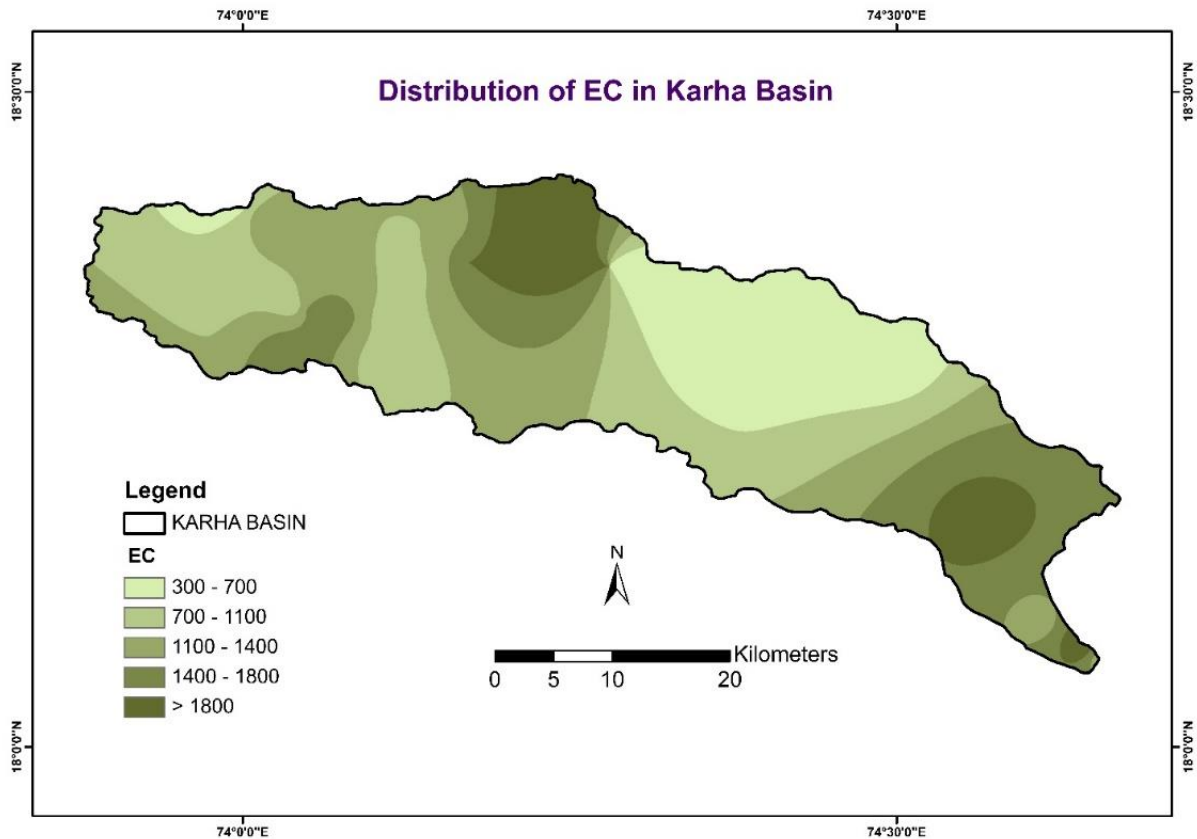 74°0'0"E 74°30'0"E
18°30'0"N 18°30'0"N
Distribution of EC in Karha Basin
Legend
KARHA BASIN
EC
300 - 700
700 - 1100
1100 - 1400
1400 - 1800
> 1800
N
Kilometers
0 5 10 20
18°0'0"N 18°0'0"N
74°0'0"E 74°30'0"E